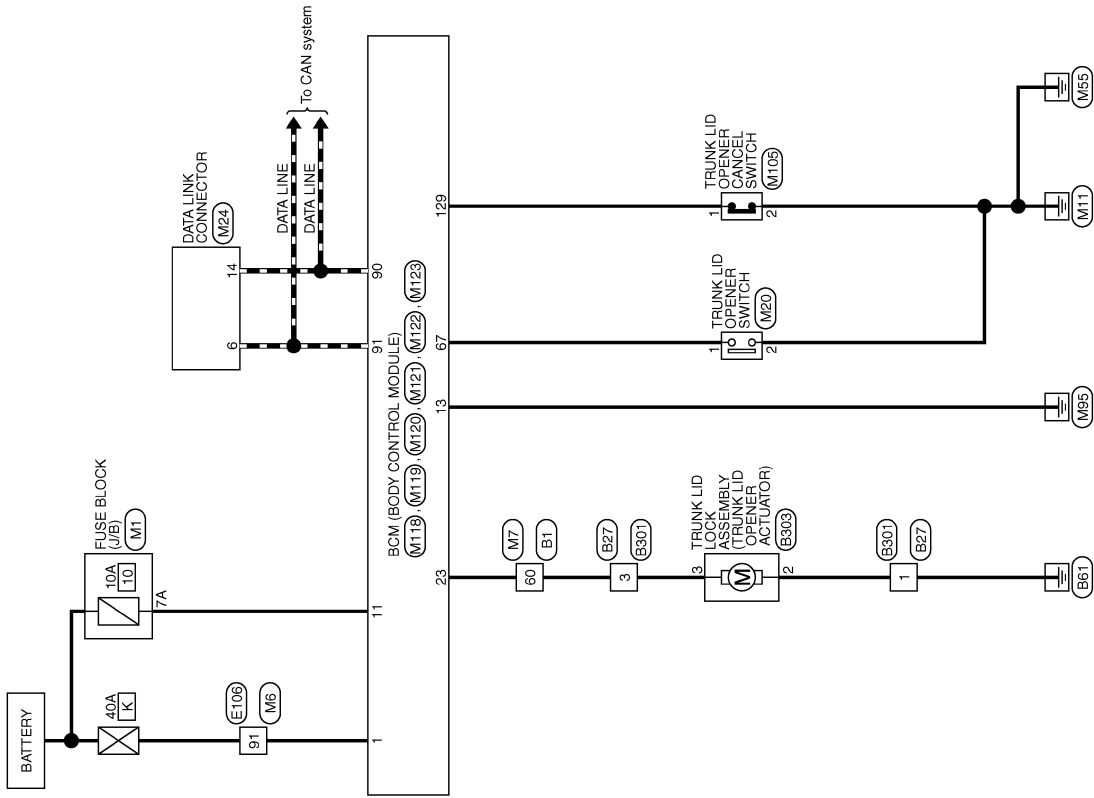 BATTERY
40A
K
E106
91
M6
1
FUSE BLOCK
(J/B)
M1
10A
10
7A
11
DATA LINK
CONNECTOR
M24
6
14
DATA LINE
DATA LINE
To CAN system
91
90
BCM (BODY CONTROL MODULE)
M118 , M119 , M120 , M121 , M122 , M123
23
13
67
129
M7
60
B1
B27
3
B301
TRUNK LID
LOCK
ASSEMBLY
(TRUNK LID
OPENER
ACTUATOR)
B303
3
M
2
B301
1
B27
B61
M95
TRUNK LID
OPENER
SWITCH
M20
1
2
TRUNK LID
OPENER
CANCEL
SWITCH
M105
1
2
M11
M55